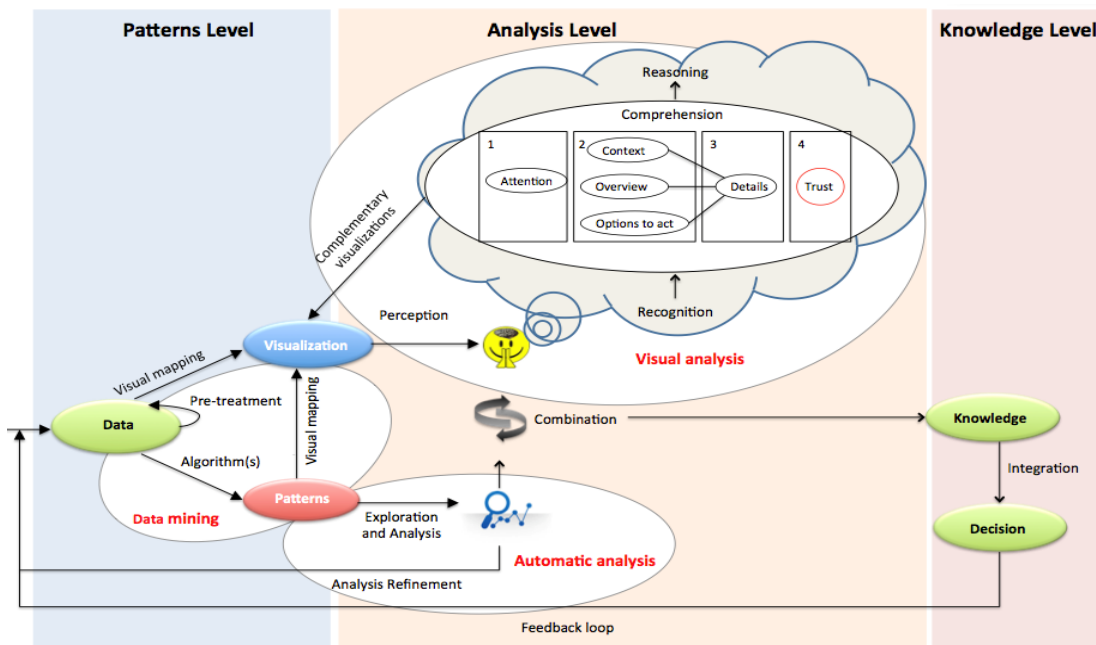 Patterns Level
Analysis Level
Knowledge Level
Reasoning
Comprehension
1
2
3
4
Context
Attention
Overview
Details
Trust
Options to act
Complementary
visualizations
Recognition
Perception
Visualization
Visual analysis
Visual mapping
Pre-treatment
Visual mapping
Data
Combination
Knowledge
Algorithm(s)
Integration
Patterns
Exploration
and Analysis
Data mining
Decision
Automatic analysis
Analysis Refinement
Feedback loop